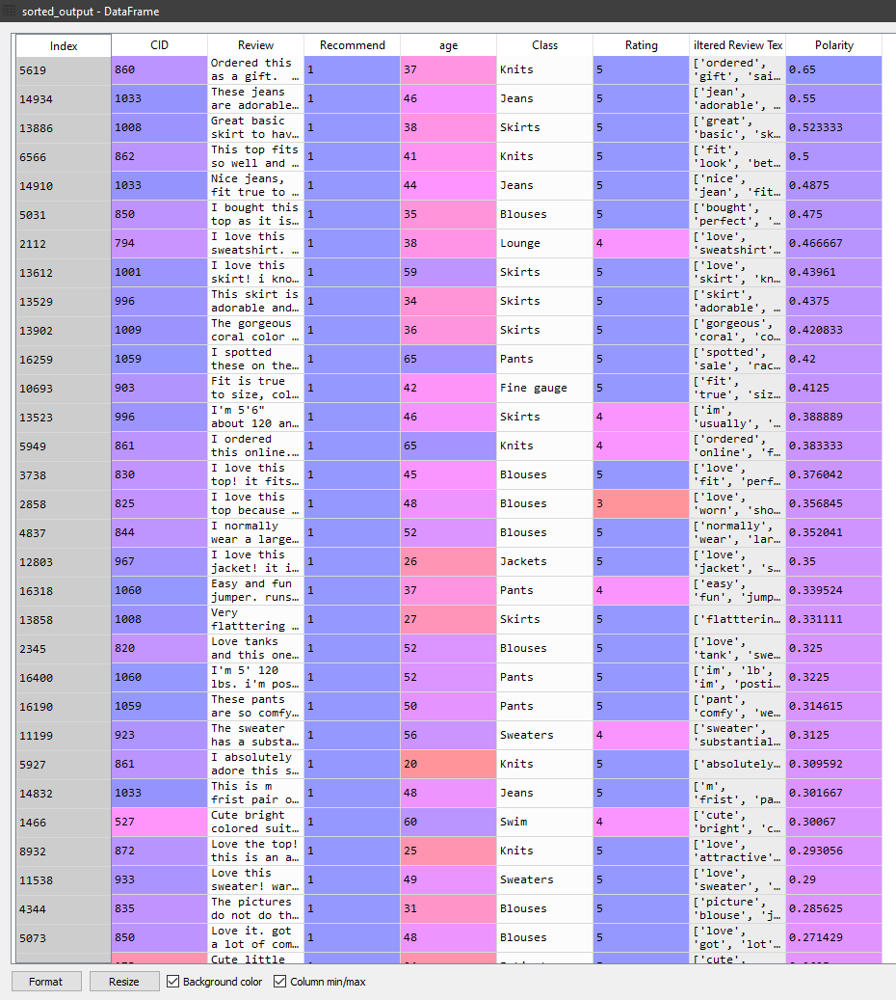 sorted_output - DataFrame
Index CID Review Recommend age Class Rating iltered Review Tex Polarity
5619 860 Ordered this as a gift. … 1 37 Knits 5 ['ordered', 'gift', 'sai… 0.65
14934 1033 These jeans are adorable… 1 46 Jeans 5 ['jean', 'adorable', … 0.55
13886 1008 Great basic skirt to hav… 1 38 Skirts 5 ['great', 'basic', 'sk… 0.523333
6566 862 This top fits so well and … 1 41 Knits 5 ['fit', 'look', 'bet… 0.5
14910 1033 Nice jeans, fit true to … 1 44 Jeans 5 ['nice', 'jean', 'fit… 0.4875
5031 850 I bought this top as it is… 1 35 Blouses 5 ['bought', 'perfect', '… 0.475
2112 794 I love this sweatshirt. … 1 38 Lounge 4 ['love', 'sweatshirt'… 0.466667
13612 1001 I love this skirt! i kno… 1 59 Skirts 5 ['love', 'skirt', 'kn… 0.43961
13529 996 This skirt is adorable and… 1 34 Skirts 5 ['skirt', 'adorable', … 0.4375
13902 1009 The gorgeous coral color … 1 36 Skirts 5 ['gorgeous', 'coral', 'co… 0.420833
16259 1059 I spotted these on the… 1 65 Pants 5 ['spotted', 'sale', 'rac… 0.42
10693 903 Fit is true to size, col… 1 42 Fine gauge 5 ['fit', 'true', 'siz… 0.4125
13523 996 I'm 5'6" about 120 an… 1 46 Skirts 4 ['im', 'usually', '… 0.388889
5949 861 I ordered this online.… 1 65 Knits 4 ['ordered', 'online', 'f… 0.383333
3738 830 I love this top! it fits… 1 45 Blouses 5 ['love', 'fit', 'perf… 0.376042
2858 825 I love this top because … 1 48 Blouses 3 ['love', 'worn', 'sho… 0.356845
4837 844 I normally wear a large… 1 52 Blouses 5 ['normally', 'wear', 'lar… 0.352041
12803 967 I love this jacket! it i… 1 26 Jackets 5 ['love', 'jacket', 's… 0.35
16318 1060 Easy and fun jumper. runs… 1 37 Pants 4 ['easy', 'fun', 'jump… 0.339524
13858 1008 Very flatttering … 1 27 Skirts 5 ['flattterin… 0.331111
2345 820 Love tanks and this one… 1 52 Blouses 5 ['love', 'tank', 'swe… 0.325
16400 1060 I'm 5' 120 lbs. i'm pos… 1 52 Pants 5 ['im', 'lb', 'im', 'posti… 0.3225
16190 1059 These pants are so comfy… 1 50 Pants 5 ['pant', 'comfy', 'we… 0.314615
11199 923 The sweater has a substa… 1 56 Sweaters 4 ['sweater', 'substantial… 0.3125
5927 861 I absolutely adore this s… 1 20 Knits 5 ['absolutely… 0.309592
14832 1033 This is m frist pair o… 1 48 Jeans 5 ['m', 'frist', 'pa… 0.301667
1466 527 Cute bright colored suit… 1 60 Swim 4 ['cute', 'bright', 'c… 0.30067
8932 872 Love the top! this is an a… 1 25 Knits 5 ['love', 'attractive'… 0.293056
11538 933 Love this sweater! war… 1 49 Sweaters 5 ['love', 'sweater', '… 0.29
4344 835 The pictures do not do th… 1 31 Blouses 5 ['picture', 'blouse', 'j… 0.285625
5073 850 Love it. got a lot of com… 1 48 Blouses 5 ['love', 'got', 'lot'… 0.271429
Cute little ['cute',
Format Resize Background color Column min/max